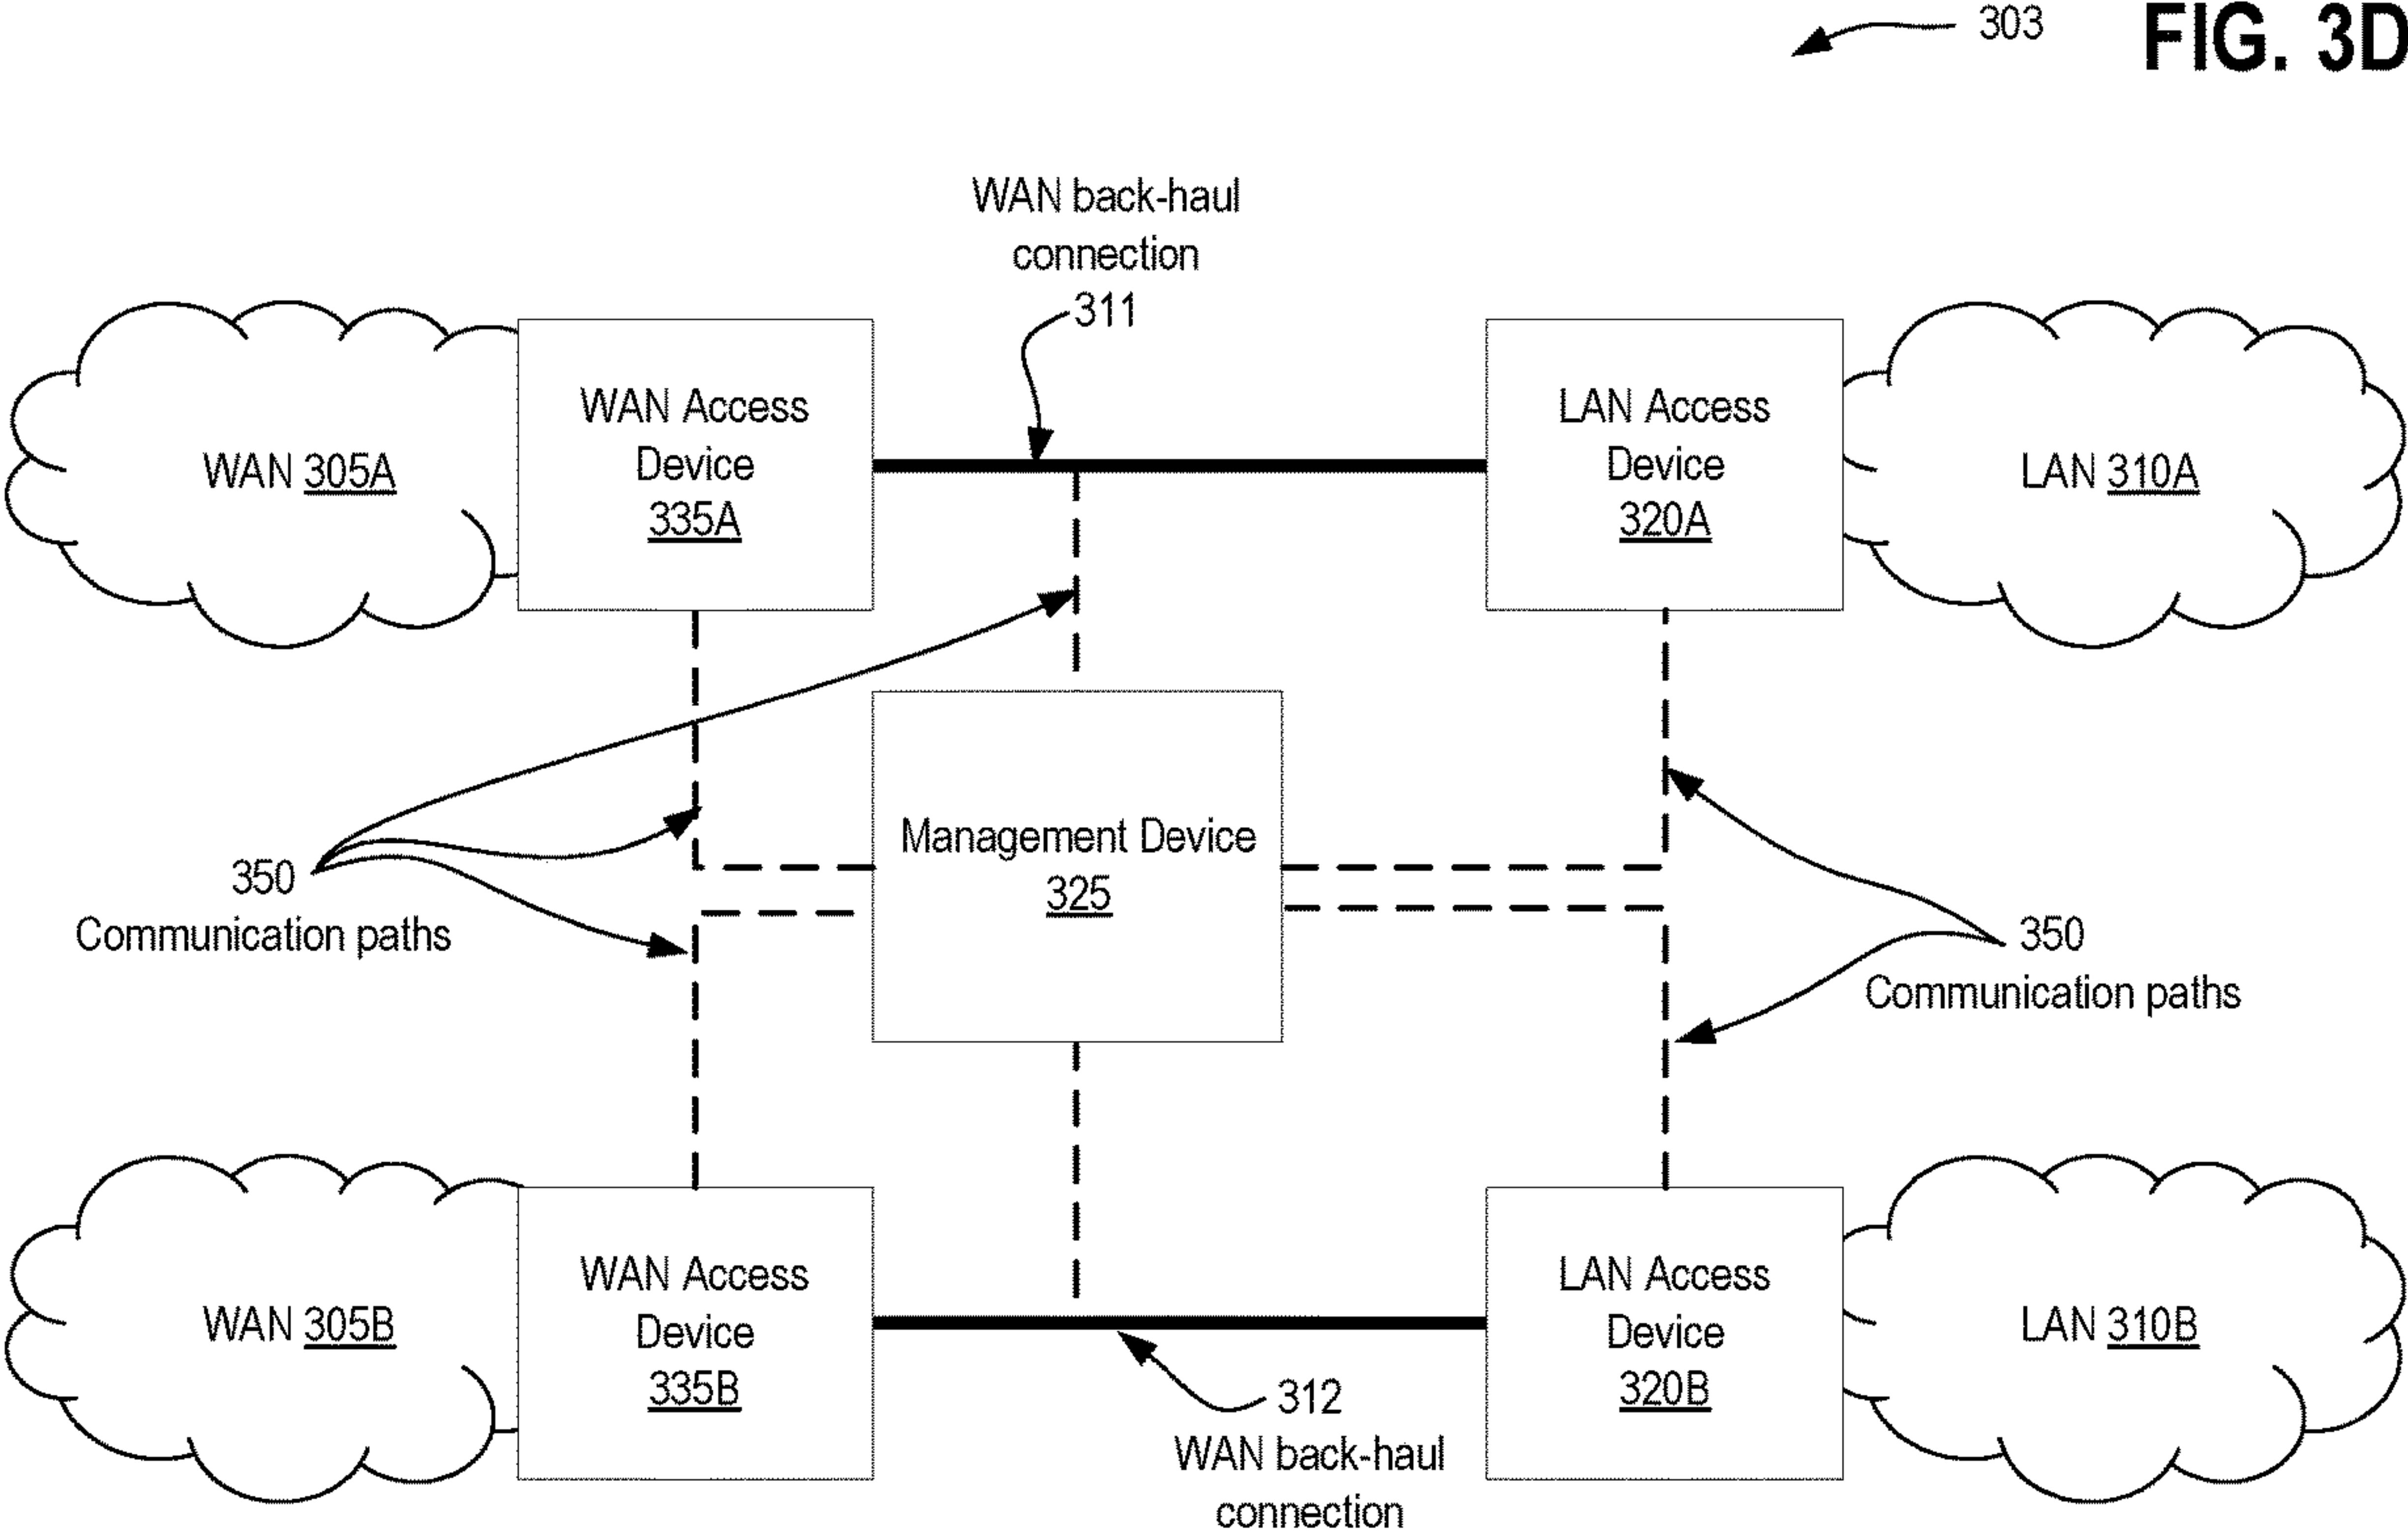 303
FIG. 3D
WAN back-haul
connection
311
WAN 305A
WAN Access
Device
335A
LAN Access
Device
320A
LAN 310A
Management Device
325
350
Communication paths
350
Communication paths
WAN 305B
WAN Access
Device
335B
LAN Access
Device
320B
LAN 310B
312
WAN back-haul
connection